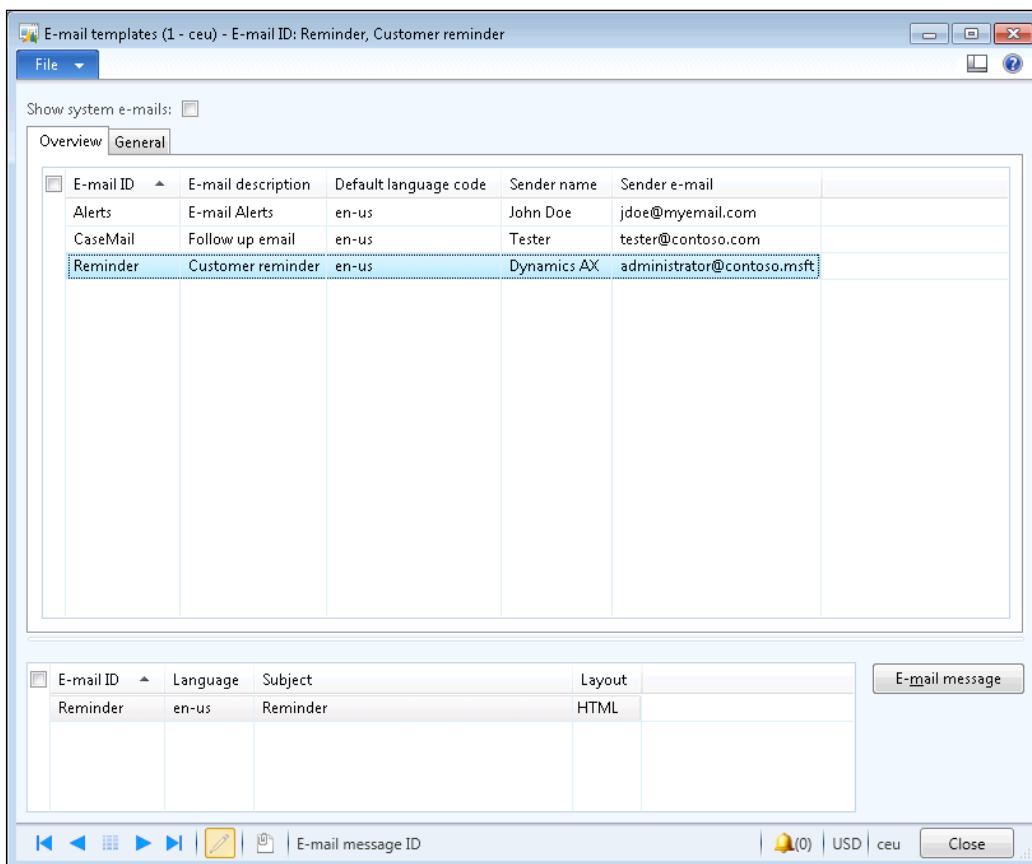 E-mail templates (1 - ceu) - E-mail ID: Reminder, Customer reminder
File
Show system e-mails:
Overview General
E-mail ID E-mail description Default language code Sender name Sender e-mail
Alerts E-mail Alerts en-us John Doe jdoe@myemail.com
CaseMail Follow up email en-us Tester tester@contoso.com
Reminder Customer reminder en-us Dynamics AX administrator@contoso.msft
E-mail ID Language Subject Layout E-mail message
Reminder en-us Reminder HTML
E-mail message ID (0) USD ceu Close